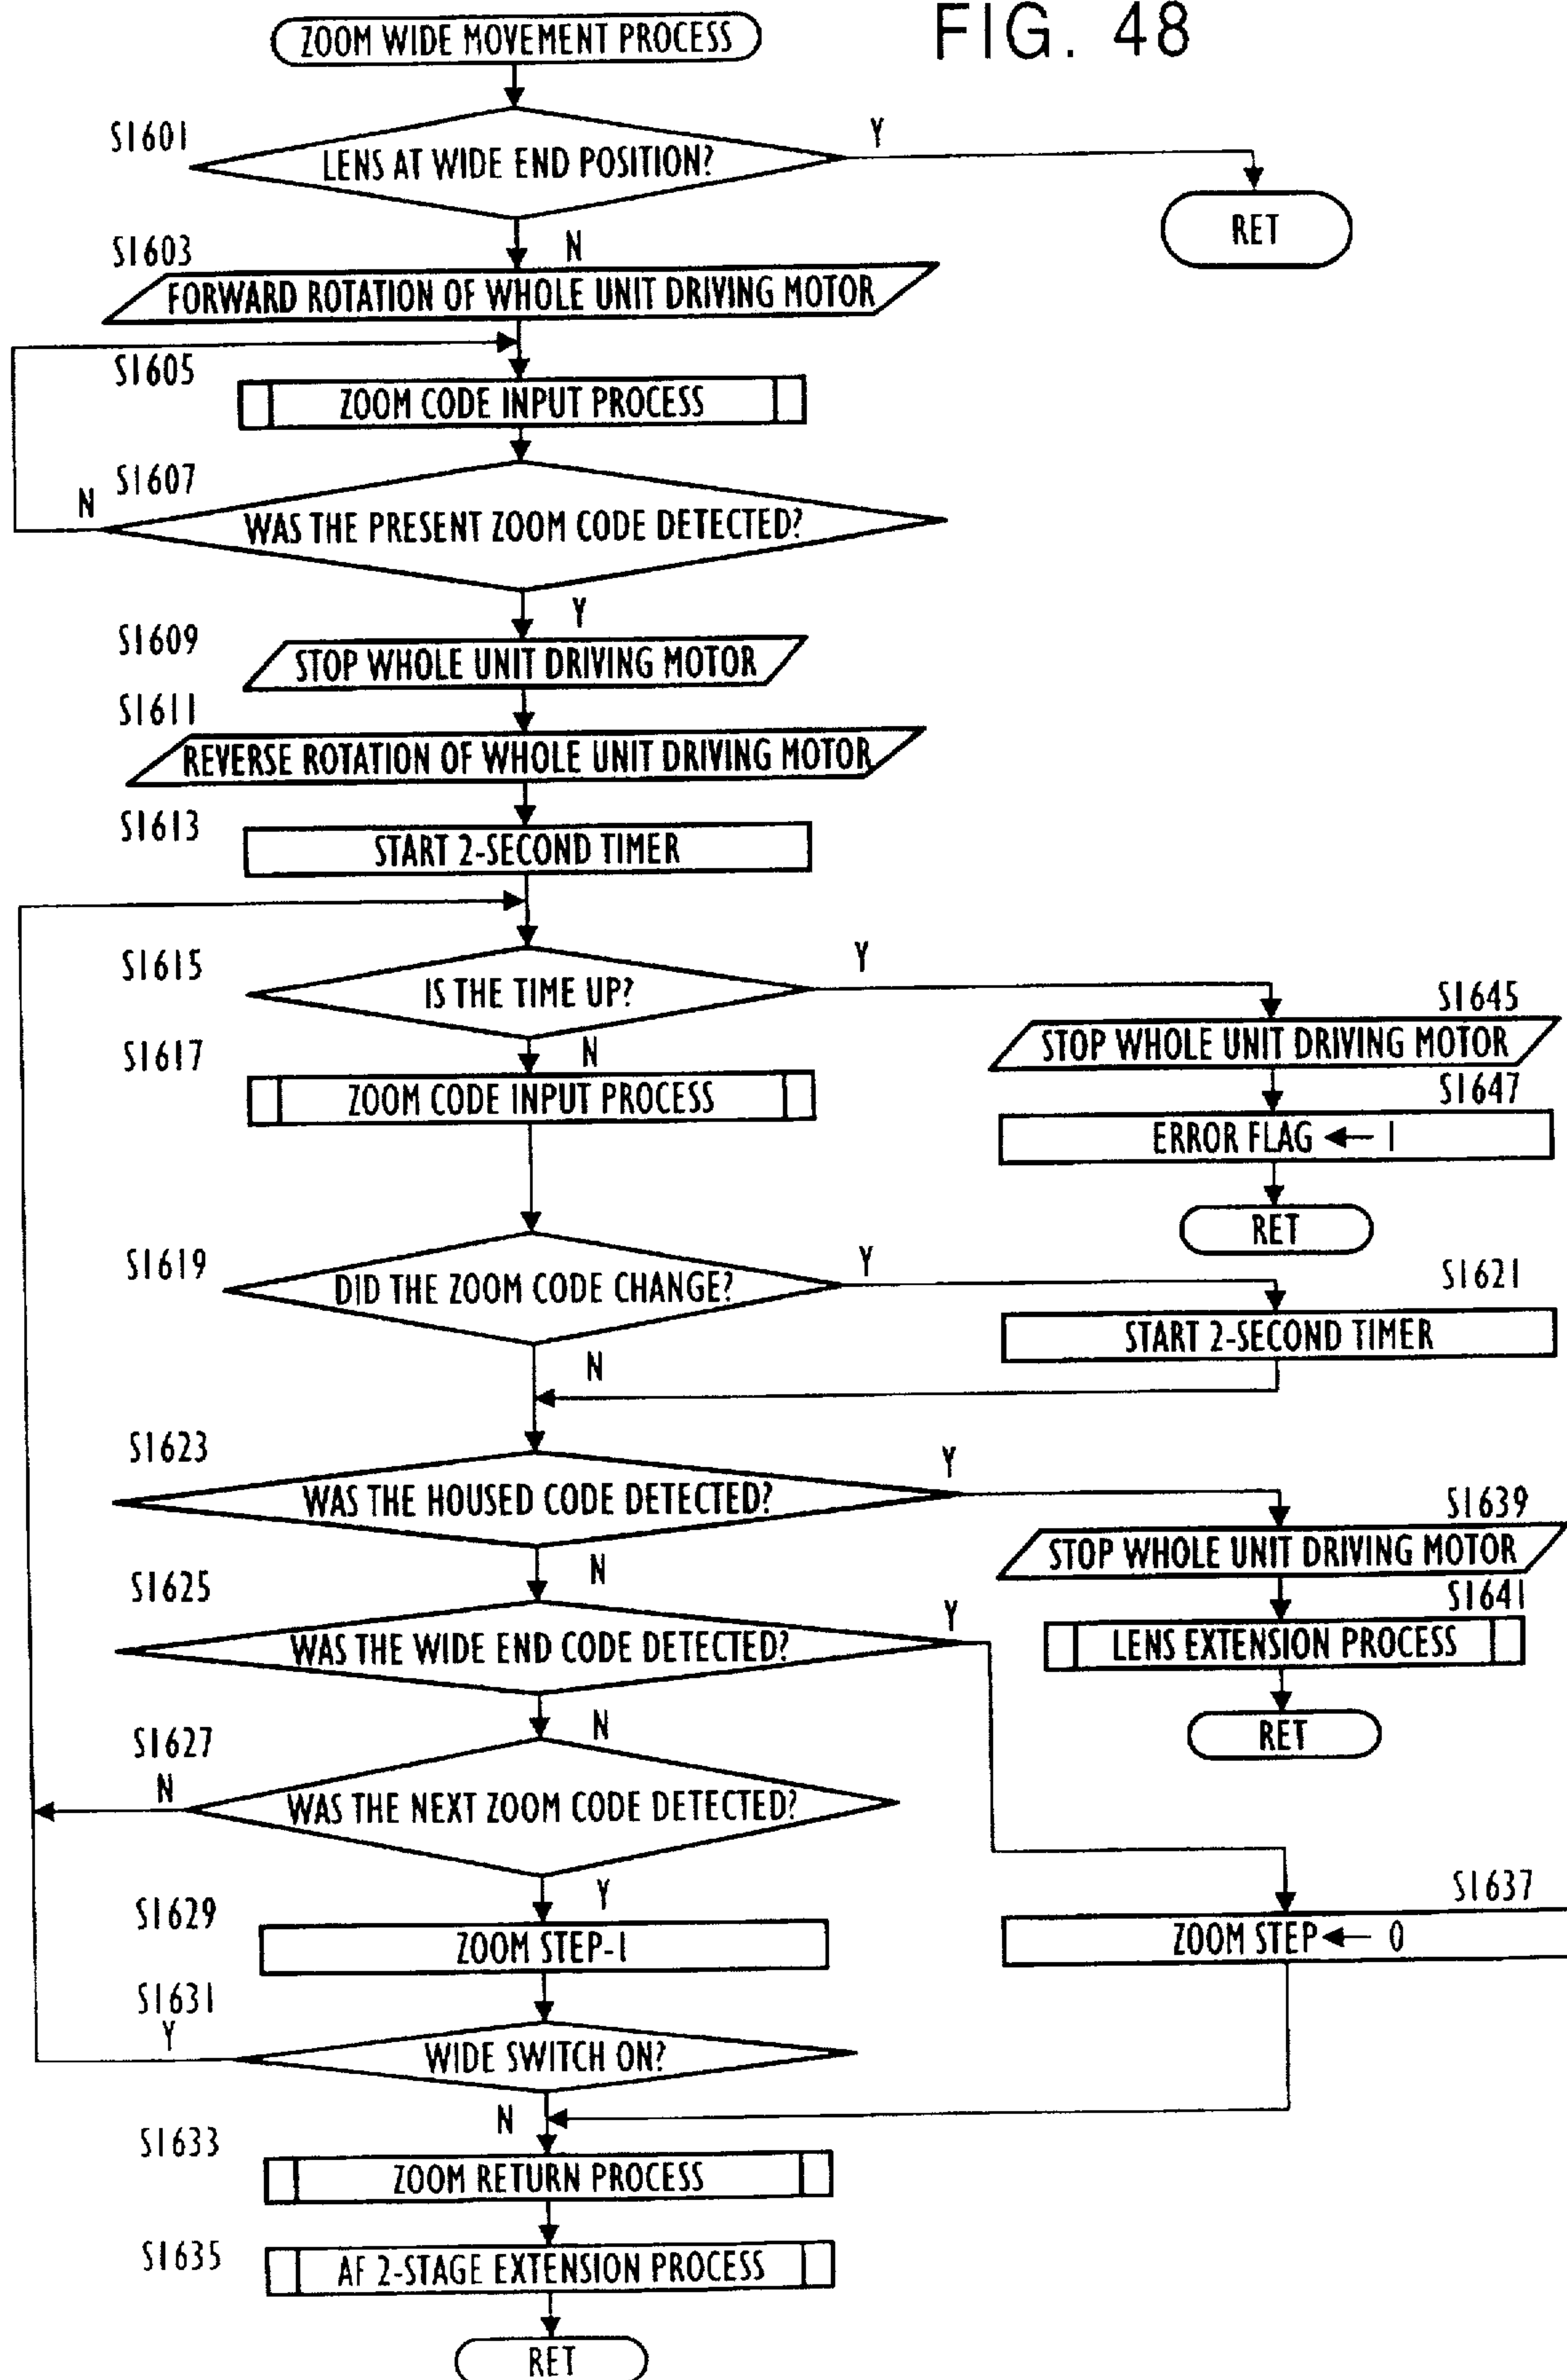 FIG. 48
ZOOM WIDE MOVEMENT PROCESS
S1601
LENS AT WIDE END POSITION?
Y
RET
N
S1603
FORWARD ROTATION OF WHOLE UNIT DRIVING MOTOR
S1605
ZOOM CODE INPUT PROCESS
S1607
N
WAS THE PRESENT ZOOM CODE DETECTED?
Y
S1609
STOP WHOLE UNIT DRIVING MOTOR
S1611
REVERSE ROTATION OF WHOLE UNIT DRIVING MOTOR
S1613
START 2-SECOND TIMER
S1615
IS THE TIME UP?
Y
S1645
STOP WHOLE UNIT DRIVING MOTOR
S1647
ERROR FLAG ← 1
RET
N
S1617
ZOOM CODE INPUT PROCESS
S1619
DID THE ZOOM CODE CHANGE?
Y
S1621
START 2-SECOND TIMER
N
S1623
WAS THE HOUSED CODE DETECTED?
Y
S1639
STOP WHOLE UNIT DRIVING MOTOR
S1641
LENS EXTENSION PROCESS
RET
N
S1625
WAS THE WIDE END CODE DETECTED?
Y
N
S1627
N
WAS THE NEXT ZOOM CODE DETECTED?
Y
S1637
ZOOM STEP ← 0
S1629
ZOOM STEP-1
S1631
Y
WIDE SWITCH ON?
N
S1633
ZOOM RETURN PROCESS
S1635
AF 2-STAGE EXTENSION PROCESS
RET